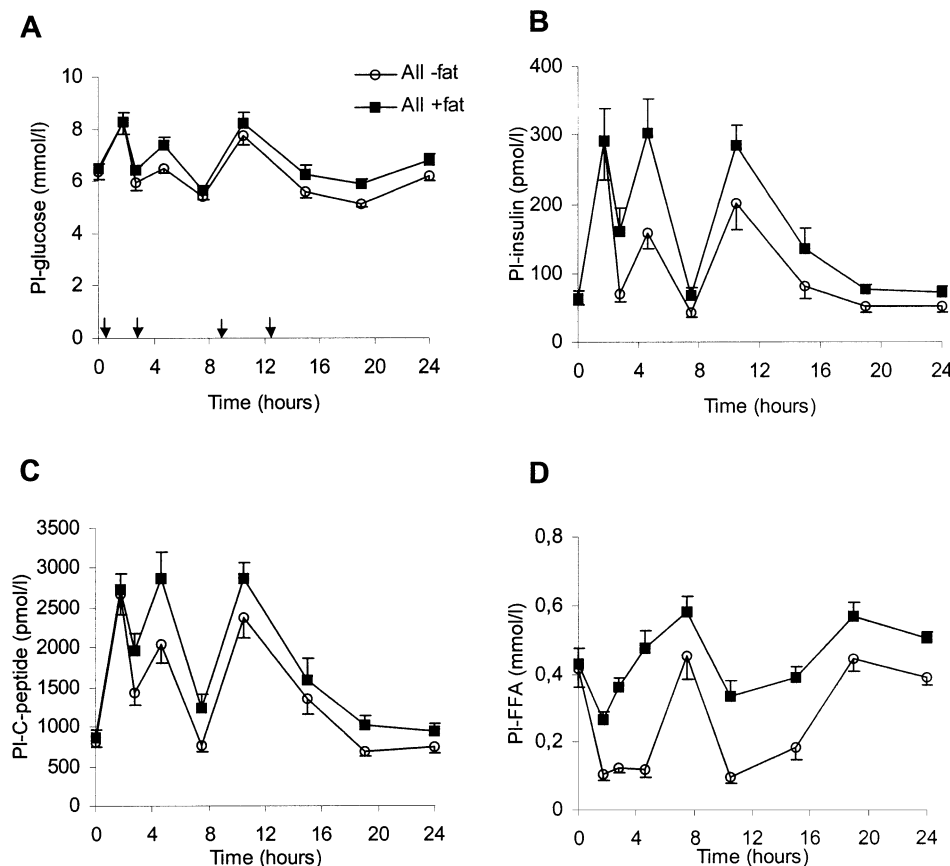 A
10
8
6
4
2
0
Pl-glucose (mmol/l)
All -fat
All +fat
0 4 8 12 16 20 24
Time (hours)
B
400
300
200
100
0
Pl-insulin (pmol/l)
0 4 8 12 16 20 24
Time (hours)
C
3500
3000
2500
2000
1500
1000
500
0
Pl-C-peptide (pmol/l)
0 4 8 12 16 20 24
Time (hours)
D
0,8
0,6
0,4
0,2
0
Pl-FFA (mmol/l)
0 4 8 12 16 20 24
Time (hours)